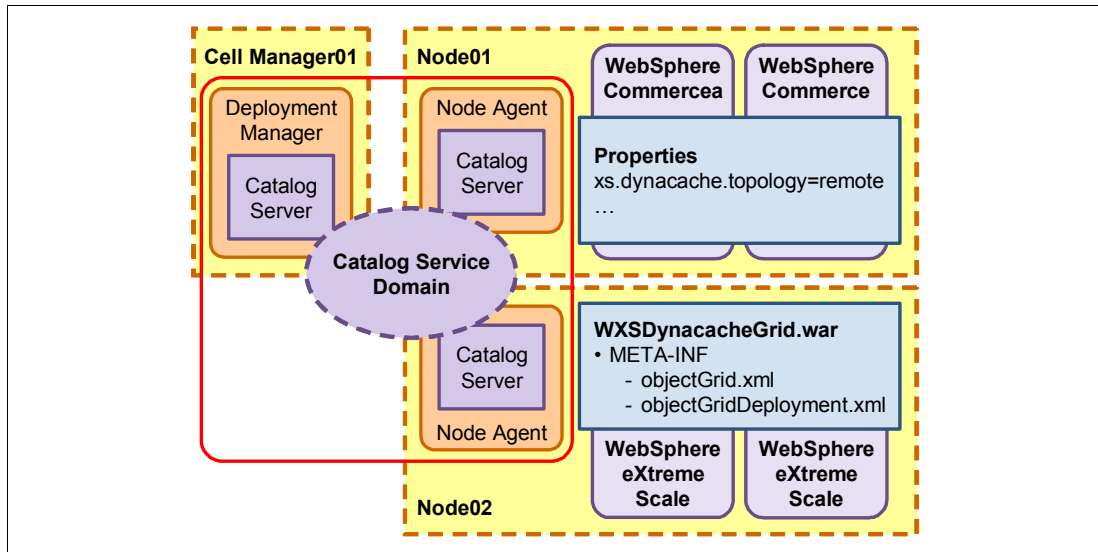 Cell Manager01
Deployment
Manager
Catalog
Server
Node01
Node Agent
Catalog
Server
WebSphere
Commercea
WebSphere
Commerce
Properties
xs.dynacache.topology=remote
…
Catalog Service
Domain
Catalog
Server
Node Agent
Node02
WXSDynacacheGrid.war
• META-INF
- objectGrid.xml
- objectGridDeployment.xml
WebSphere
eXtreme
Scale
WebSphere
eXtreme
Scale